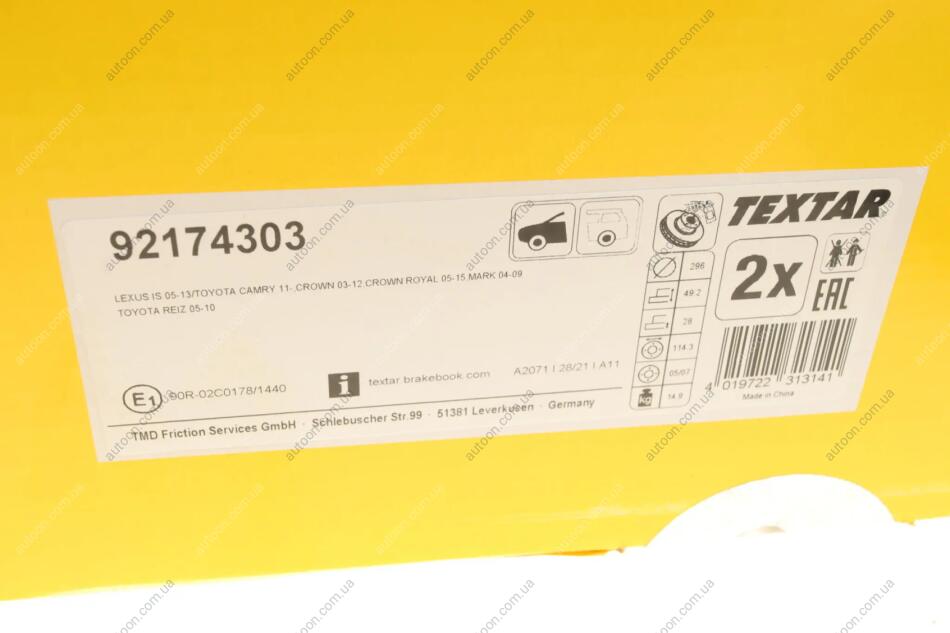 92174303
TEXTAR
LEXUS IS 05-13/TOYOTA CAMRY 11-,CROWN 03-12,CROWN ROYAL 05-15,MARK 04-09
TOYOTA REIZ 05-10
296
49.2
28
114.3
05/07
Kg 14.9
2x
EAC
E1 90R-02C0178/1440
i textar.brakebook.com
A2071 | 28/21 | A11
4 019722 313141
Made in China
TMD Friction Services GmbH · Schlebuscher Str.99 · 51381 Leverkusen · Germany
autoon.com.ua